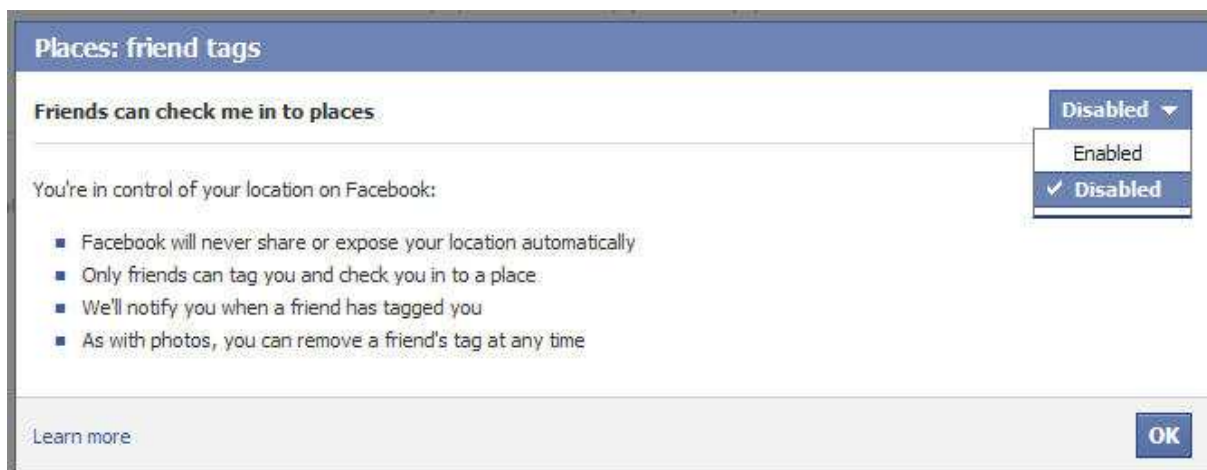 Places: friend tags
Friends can check me in to places
Disabled
Enabled
Disabled
You're in control of your location on Facebook:
Facebook will never share or expose your location automatically
Only friends can tag you and check you in to a place
We'll notify you when a friend has tagged you
As with photos, you can remove a friend's tag at any time
Learn more
OK